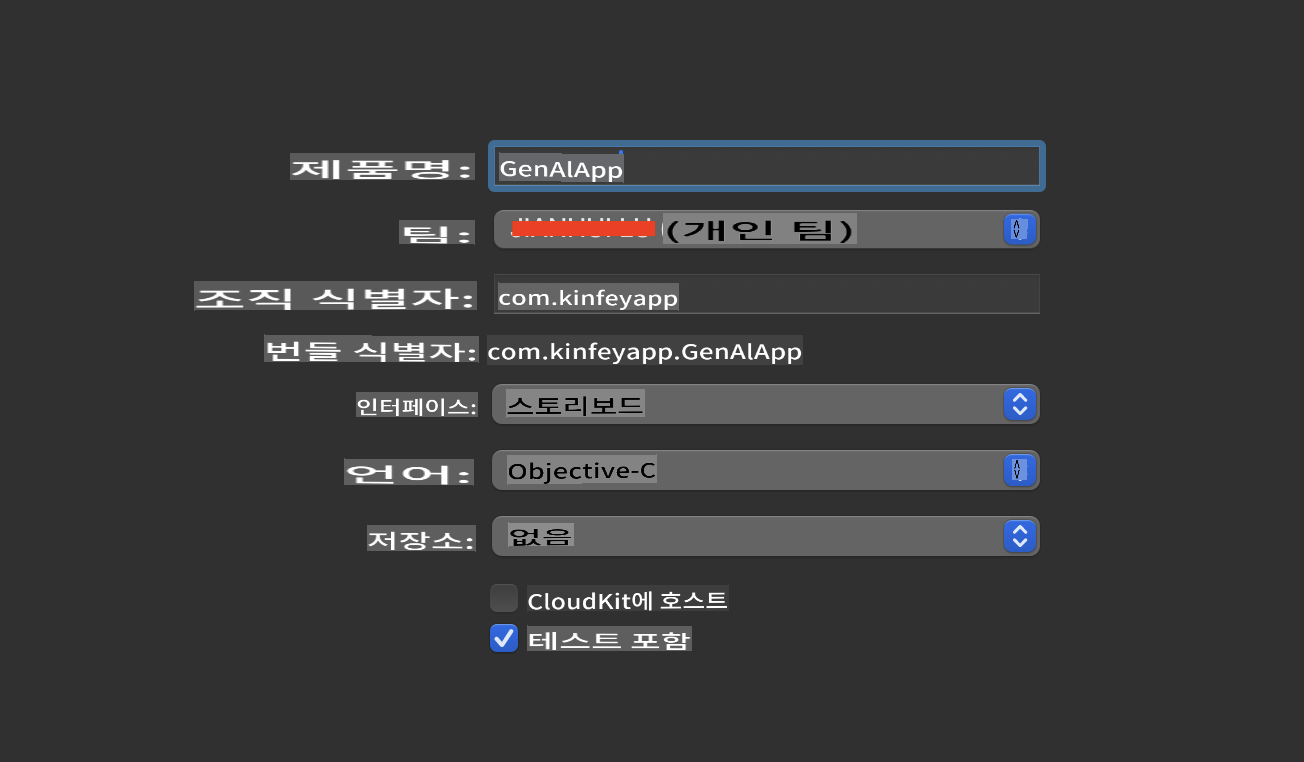 제품명: GenAlApp
팀: (개인 팀)
조직 식별자: com.kinfeyapp
번들 식별자: com.kinfeyapp.GenAlApp
인터페이스: 스토리보드
언어: Objective-C
저장소: 없음
CloudKit에 호스트
테스트 포함